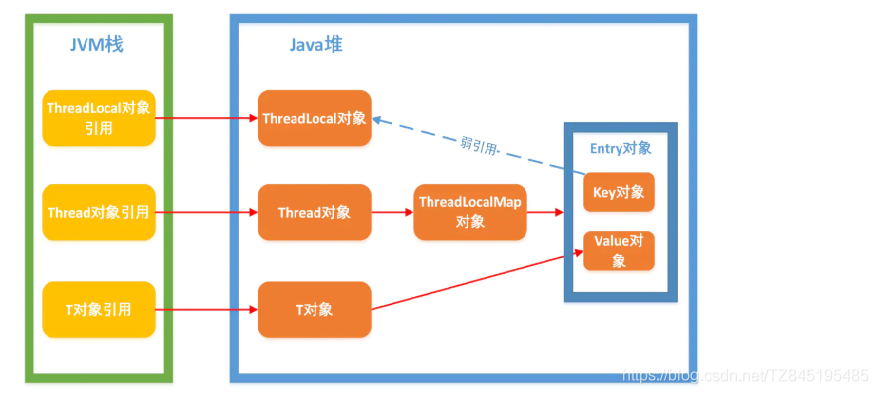 JVM栈
Java堆
ThreadLocal对象
引用
ThreadLocal对象
弱引用
Entry对象
Key对象
Thread对象引用
Thread对象
ThreadLocalMap
对象
Value对
象
T对象引用
T对象
https://blog.csdn.net/TZ845195485